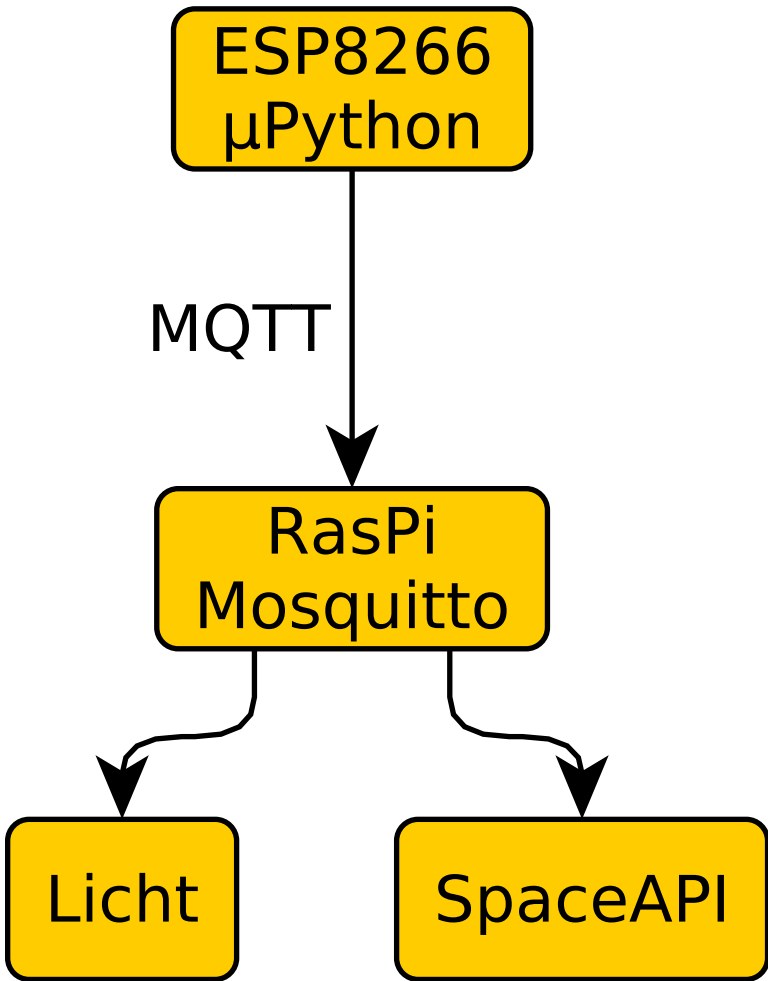 ESP8266
µPython
MQTT
RasPi
Mosquitto
Licht
SpaceAPI